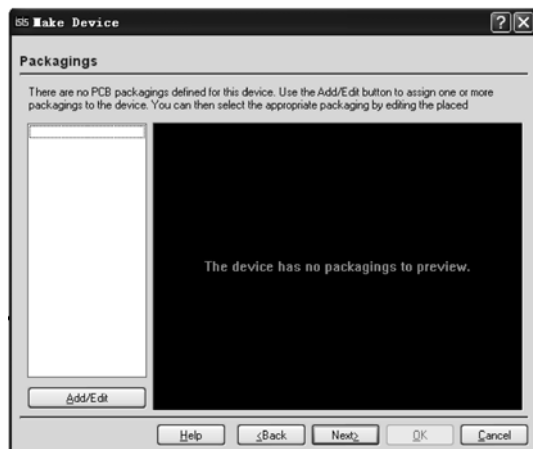 isis Make Device
Packagings
There are no PCB packagings defined for this device. Use the Add/Edit button to assign one or more
packagings to the device. You can then select the appropriate packaging by editing the placed
The device has no packagings to preview.
Add/Edit
Help
<Back
Next>
OK
Cancel